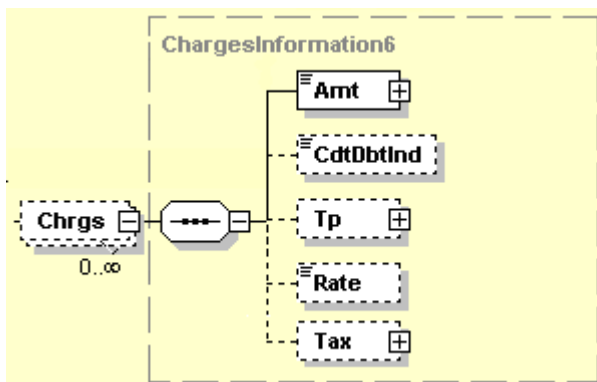 ChargesInformation6
Amt
CdtDbtInd
Chrgs
Tp
0..∞
Rate
Tax